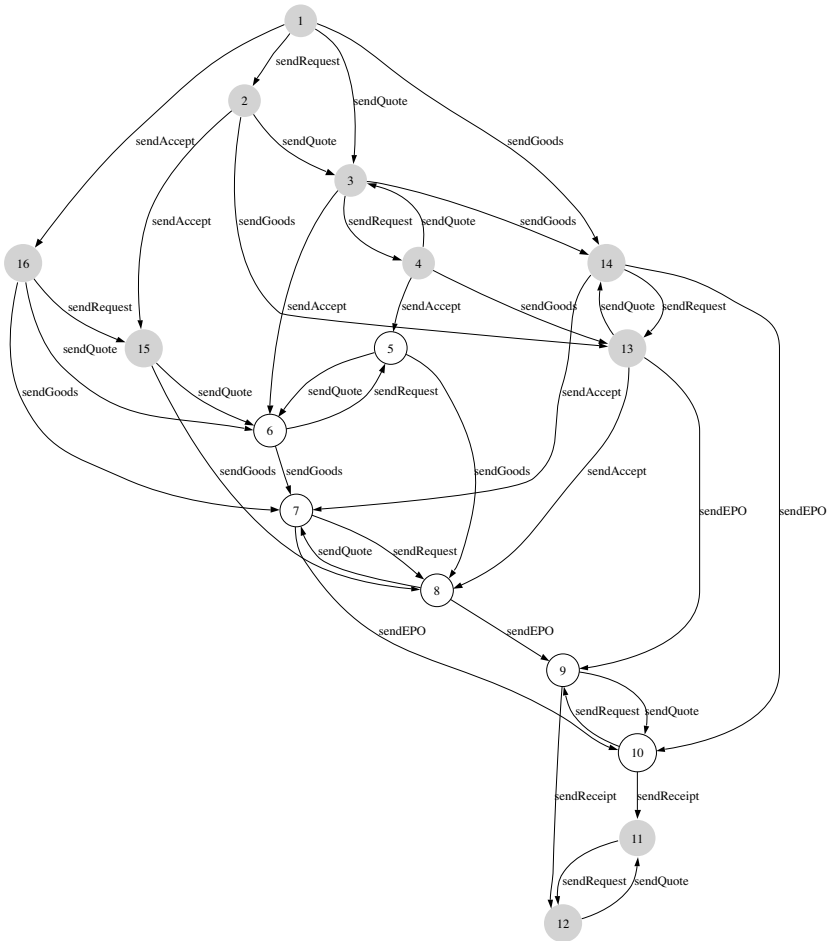 1
sendRequest
2
sendQuote
sendAccept
sendQuote
sendGoods
3
sendAccept
sendGoods
sendRequest
sendQuote
sendGoods
16
4
14
sendRequest
sendAccept
sendAccept
sendGoods
sendQuote
sendRequest
15
sendQuote
5
13
sendGoods
sendQuote
sendQuote
sendRequest
sendAccept
6
sendGoods
sendGoods
sendGoods
sendAccept
7
sendEPO
sendEPO
sendQuote
sendRequest
8
sendEPO
sendEPO
9
sendRequest
sendQuote
10
sendReceipt
sendReceipt
11
sendRequest
sendQuote
12